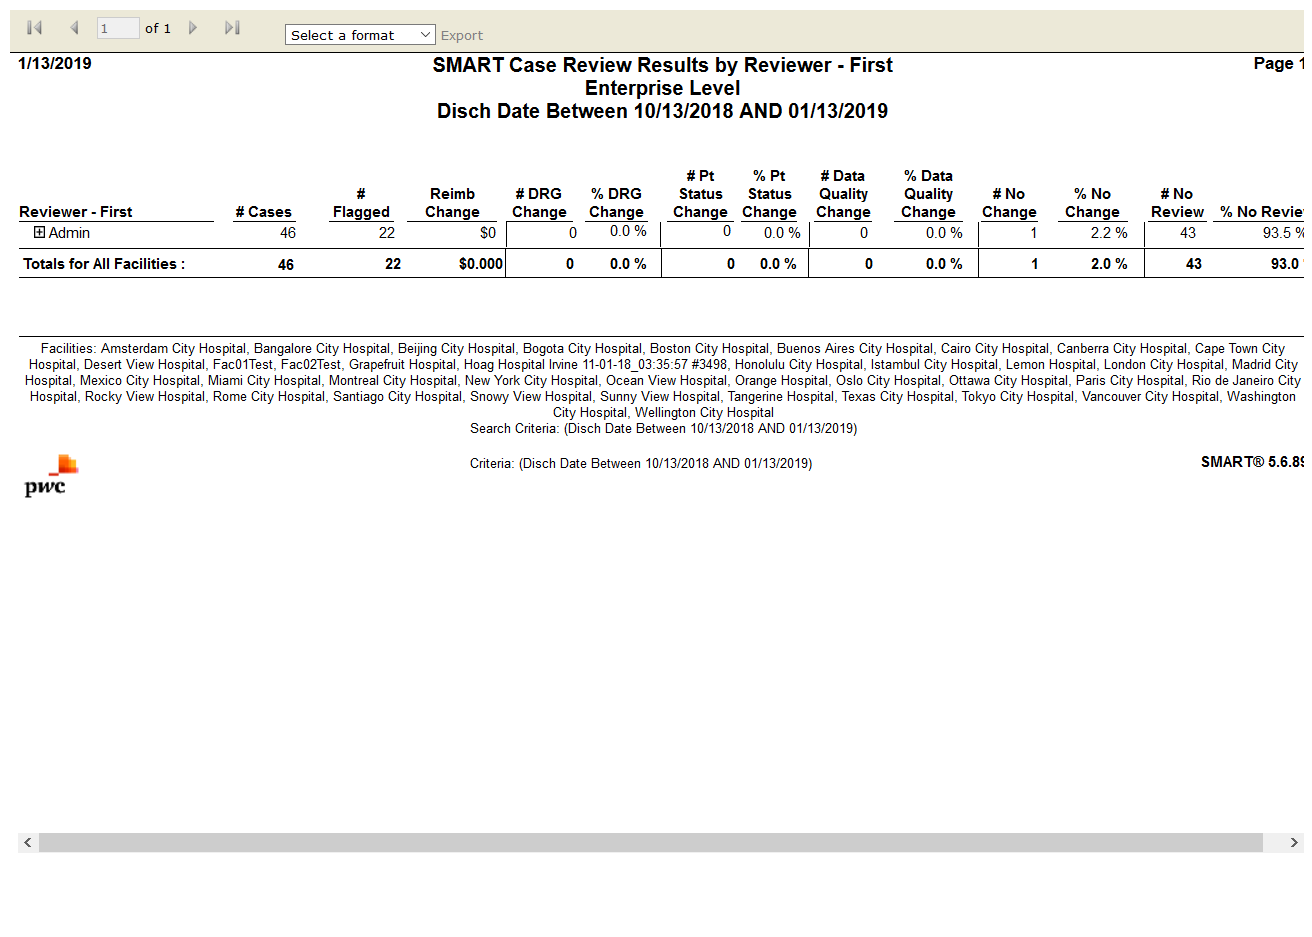 1 of 1 Select a format Export
1/13/2019 SMART Case Review Results by Reviewer - First Page 1
Enterprise Level
Disch Date Between 10/13/2018 AND 01/13/2019
# Pt % Pt # Data % Data
# Reimb # DRG % DRG Status Status Quality Quality # No % No # No
Reviewer - First # Cases Flagged Change Change Change Change Change Change Change Change Change Review % No Review
Admin 46 22 $0 0 0.0 % 0 0.0 % 0 0.0 % 1 2.2 % 43 93.5 %
Totals for All Facilities : 46 22 $0.000 0 0.0 % 0 0.0 % 0 0.0 % 1 2.0 % 43 93.0
Facilities: Amsterdam City Hospital, Bangalore City Hospital, Beijing City Hospital, Bogota City Hospital, Boston City Hospital, Buenos Aires City Hospital, Cairo City Hospital, Canberra City Hospital, Cape Town City
Hospital, Desert View Hospital, Fac01Test, Fac02Test, Grapefruit Hospital, Hoag Hospital Irvine 11-01-18_03:35:57 #3498, Honolulu City Hospital, Istambul City Hospital, Lemon Hospital, London City Hospital, Madrid City
Hospital, Mexico City Hospital, Miami City Hospital, Montreal City Hospital, New York City Hospital, Ocean View Hospital, Orange Hospital, Oslo City Hospital, Ottawa City Hospital, Paris City Hospital, Rio de Janeiro City
Hospital, Rocky View Hospital, Rome City Hospital, Santiago City Hospital, Snowy View Hospital, Sunny View Hospital, Tangerine Hospital, Texas City Hospital, Tokyo City Hospital, Vancouver City Hospital, Washington
City Hospital, Wellington City Hospital
Search Criteria: (Disch Date Between 10/13/2018 AND 01/13/2019)
Criteria: (Disch Date Between 10/13/2018 AND 01/13/2019) SMART® 5.6.89
pwc